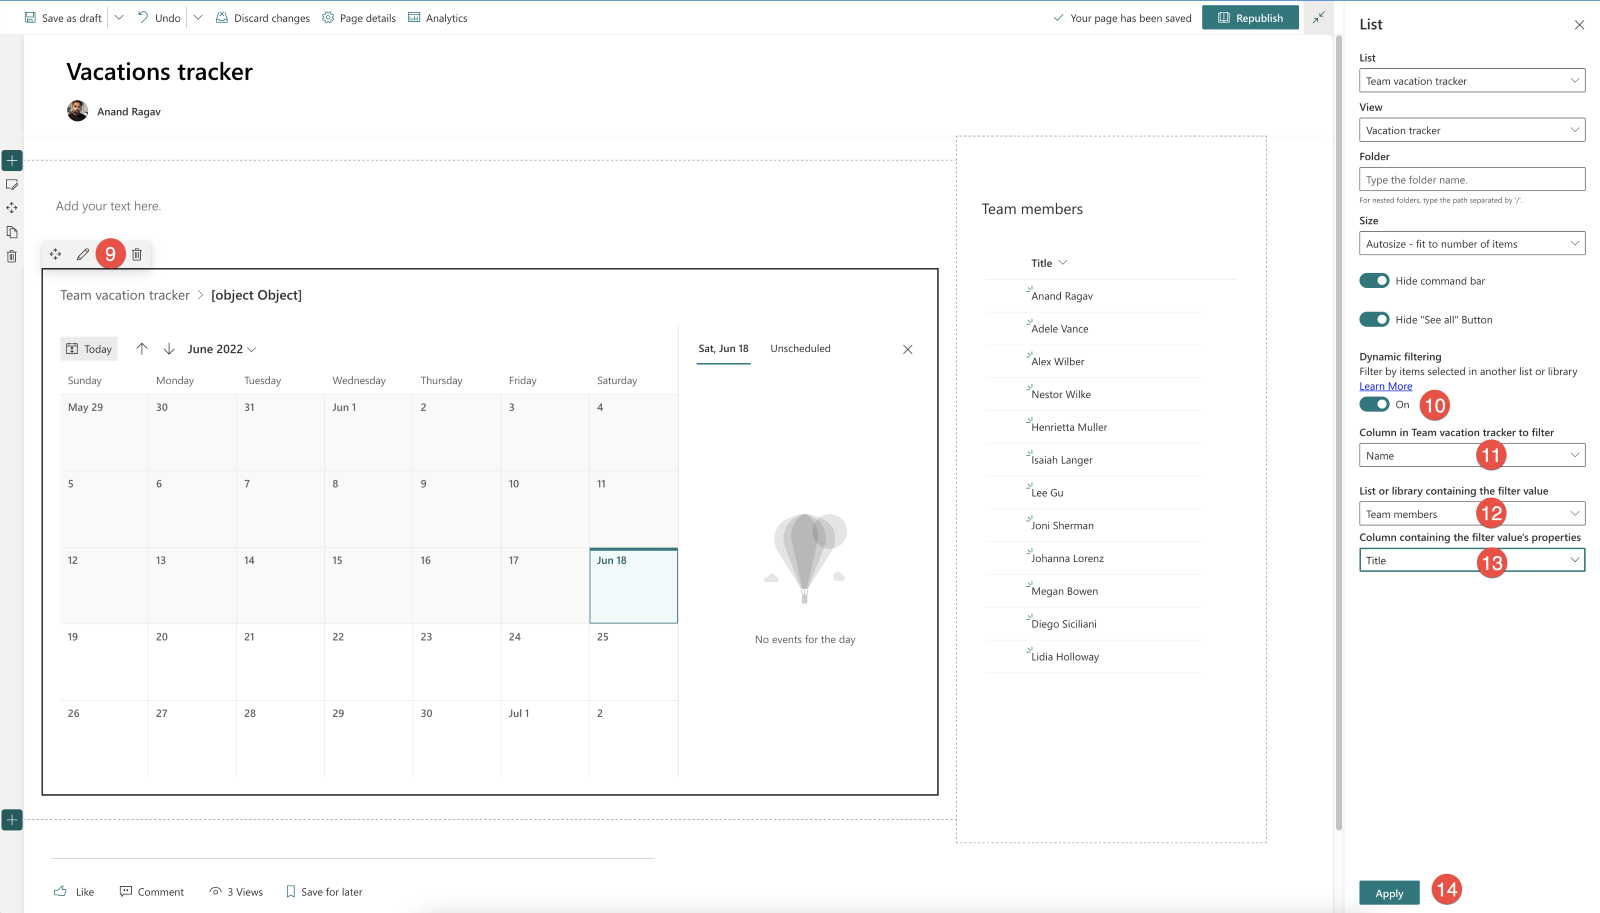 Save as draft
Undo
Discard changes
Page details
Analytics
Your page has been saved
Republish
Vacations tracker
Anand Ragav
Add your text here.
9
Team vacation tracker > [object Object]
Today
June 2022
Sunday Monday Tuesday Wednesday Thursday Friday Saturday
May 29 30 31 Jun 1 2 3 4
5 6 7 8 9 10 11
12 13 14 15 16 17 Jun 18
19 20 21 22 23 24 25
26 27 28 29 30 Jul 1 2
Sat, Jun 18
Unscheduled
No events for the day
Team members
Title
Anand Ragav
Adele Vance
Alex Wilber
Nestor Wilke
Henrietta Muller
Isaiah Langer
Lee Gu
Joni Sherman
Johanna Lorenz
Megan Bowen
Diego Siciliani
Lidia Holloway
Like
Comment
3 Views
Save for later
List
List
Team vacation tracker
View
Vacation tracker
Folder
Type the folder name.
For nested folders, type the path separated by '/'.
Size
Autosize - fit to number of items
Hide command bar
Hide "See all" Button
Dynamic filtering
Filter by items selected in another list or library
Learn More
On
10
Column in Team vacation tracker to filter
Name
11
List or library containing the filter value
Team members
12
Column containing the filter value's properties
Title
13
Apply
14